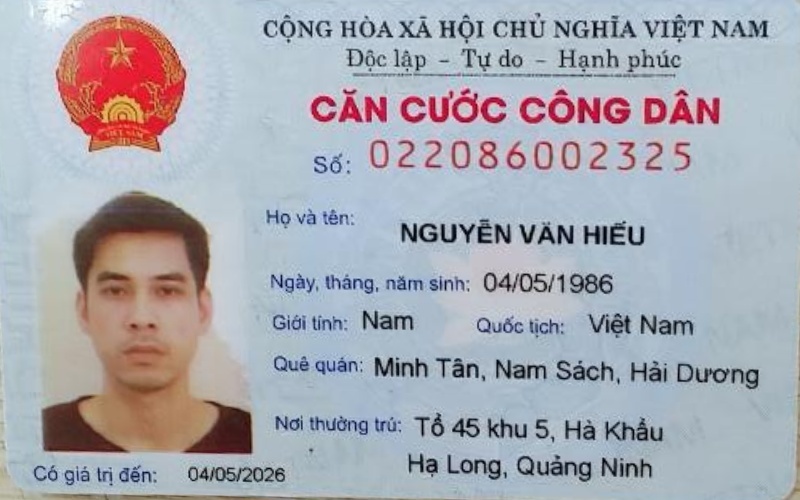 CỘNG HÒA XÃ HỘI CHỦ NGHĨA VIỆT NAM
Độc lập - Tự do - Hạnh phúc
CĂN CƯỚC CÔNG DÂN
Số: 022086002325
Họ và tên: NGUYỄN VĂN HIẾU
Ngày, tháng, năm sinh: 04/05/1986
Giới tính: Nam Quốc tịch: Việt Nam
Quê quán: Minh Tân, Nam Sách, Hải Dương
Nơi thường trú: Tổ 45 khu 5, Hà Khẩu
Hạ Long, Quảng Ninh
Có giá trị đến: 04/05/2026